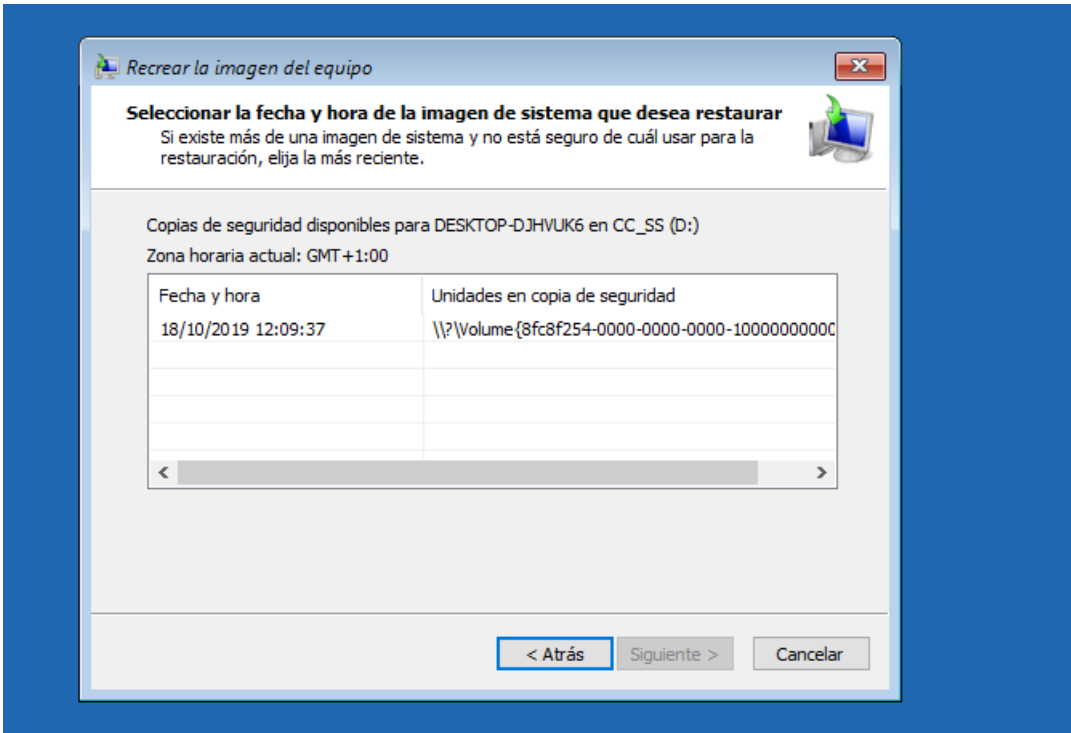 Recrear la imagen del equipo
Seleccionar la fecha y hora de la imagen de sistema que desea restaurar
Si existe más de una imagen de sistema y no está seguro de cuál usar para la
restauración, elija la más reciente.
Copias de seguridad disponibles para DESKTOP-DJHVUK6 en CC_SS (D:)
Zona horaria actual: GMT+1:00
Fecha y hora Unidades en copia de seguridad
18/10/2019 12:09:37 \\?\Volume{8fc8f254-0000-0000-0000-10000000000
< Atrás Siguiente > Cancelar